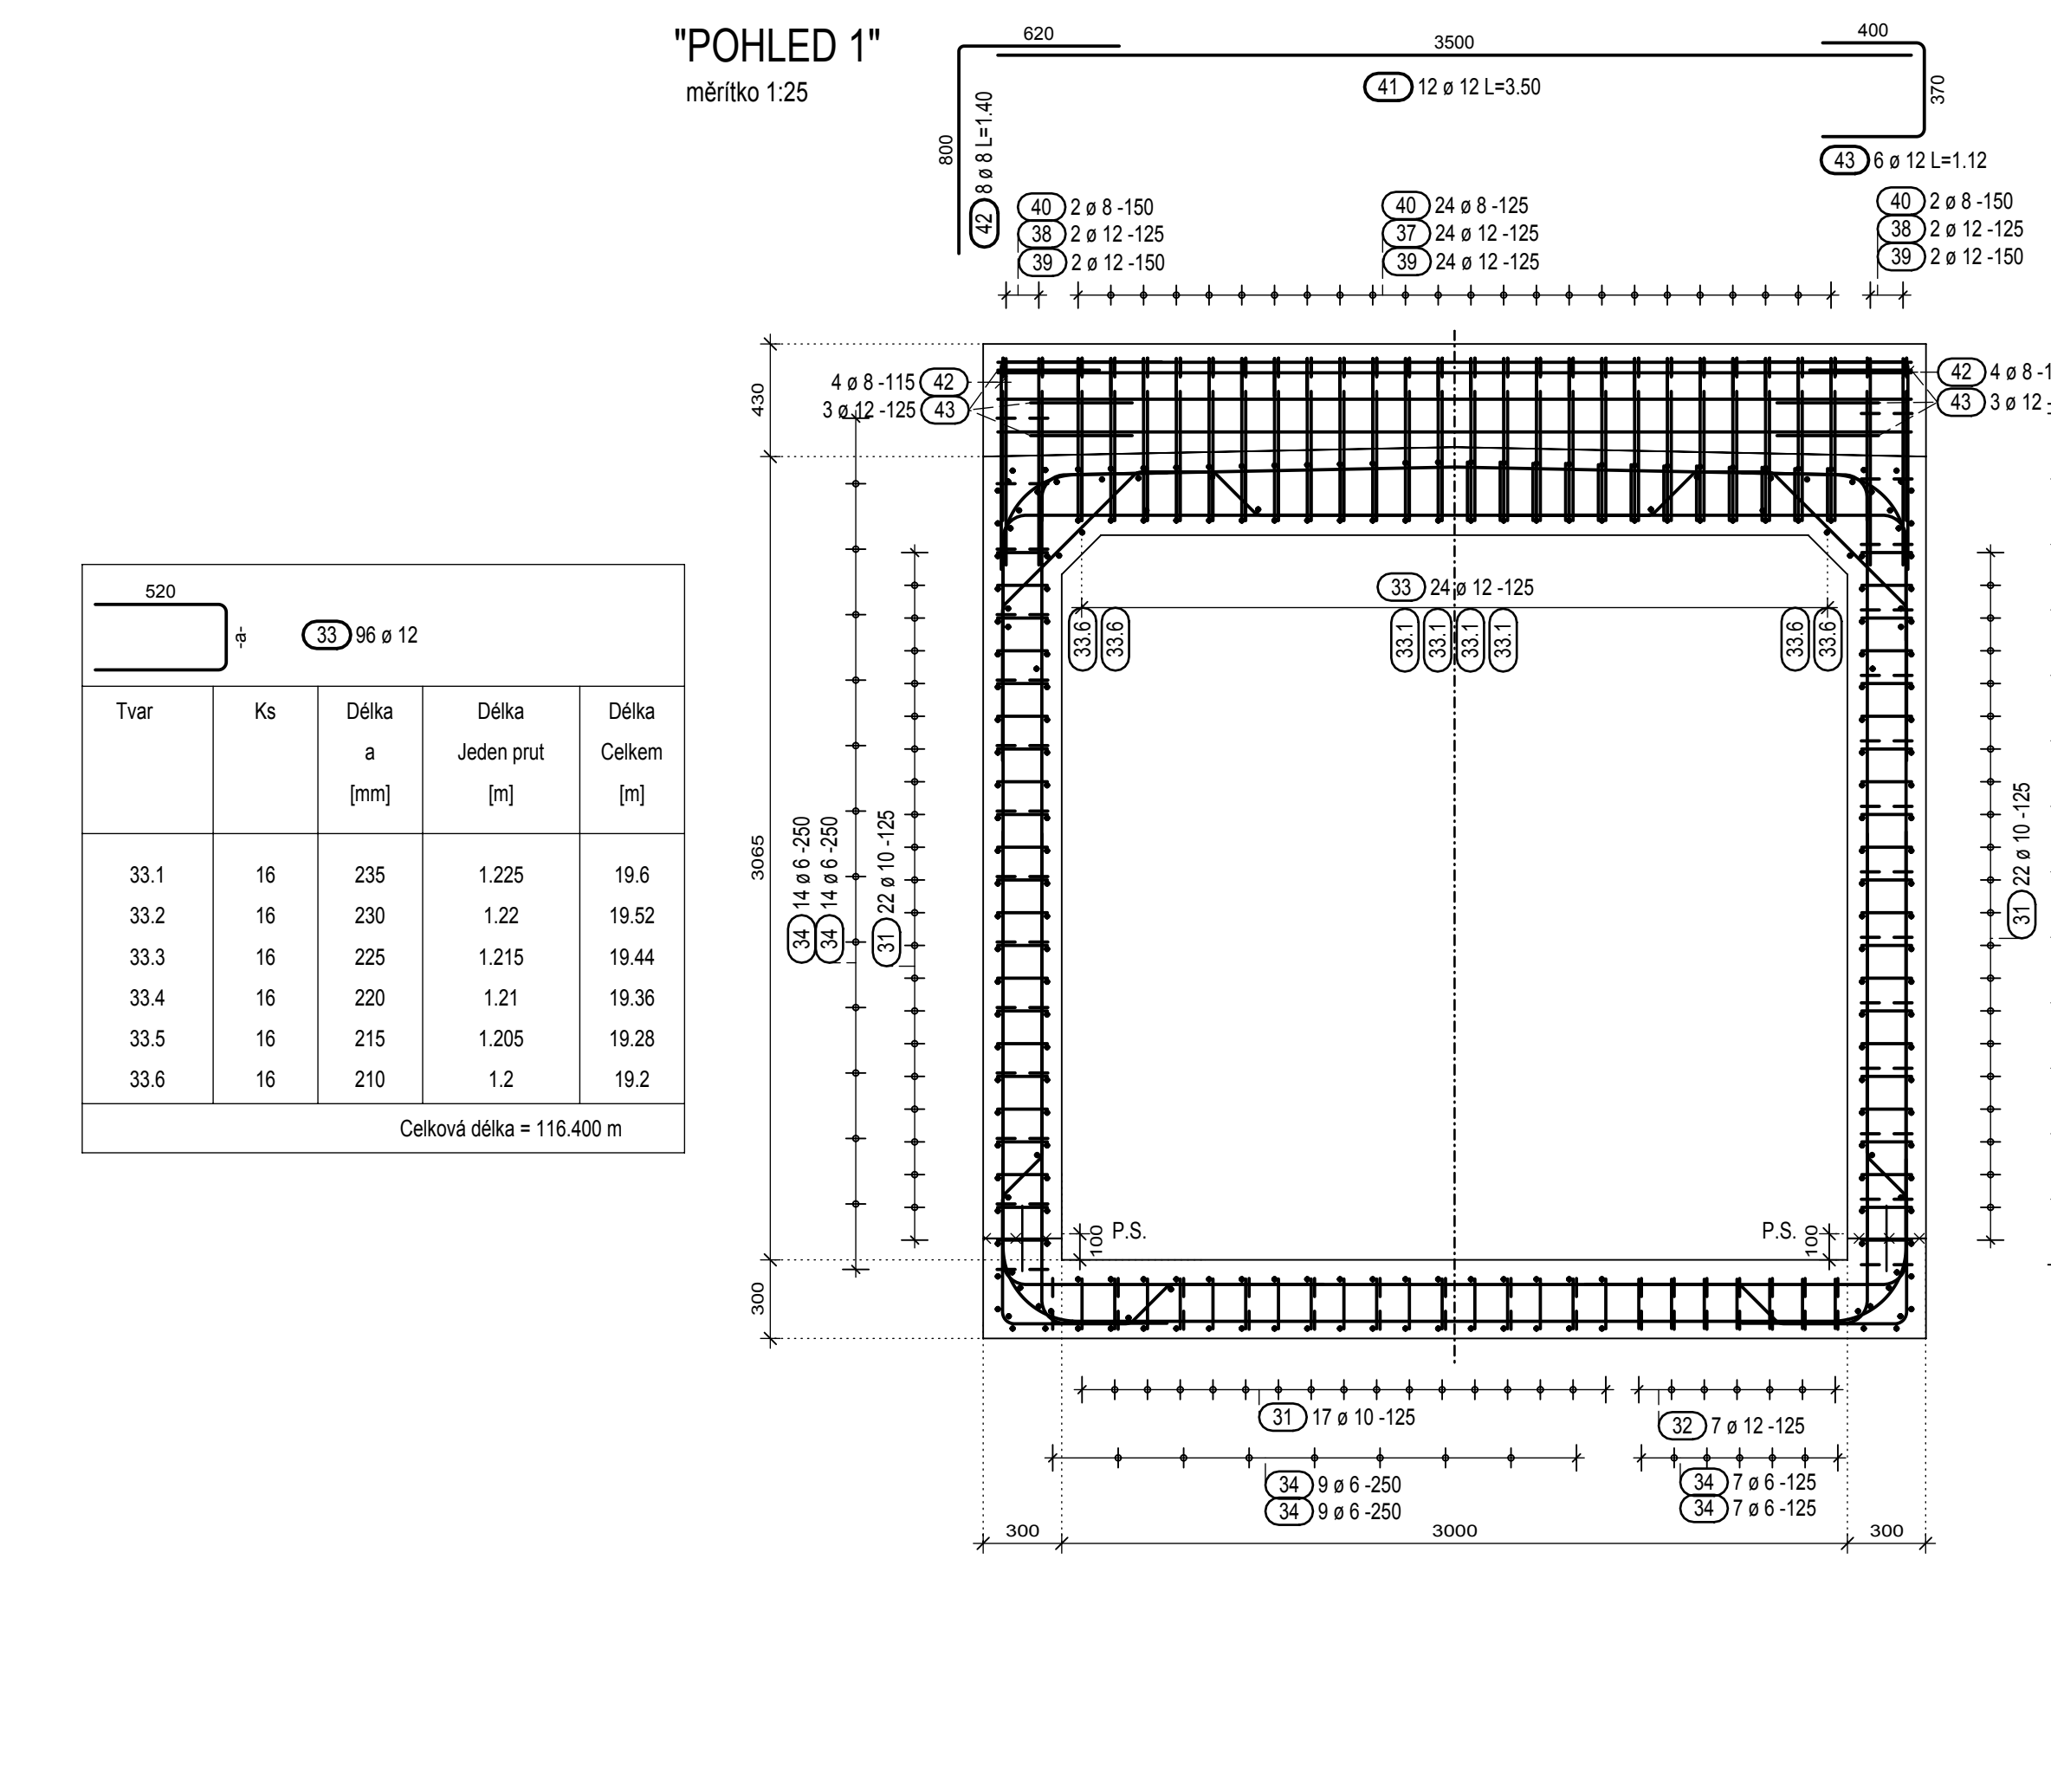 "POHLED 1"
měrítko 1:25
620
3500
400
800
370
41 12 ø 12 L=3.50
42 8 ø 8 L=1.40
43 6 ø 12 L=1.12
40 2 ø 8 -150
38 2 ø 12 -125
39 2 ø 12 -150
40 24 ø 8 -125
37 24 ø 12 -125
39 24 ø 12 -125
40 2 ø 8 -150
38 2 ø 12 -125
39 2 ø 12 -150
430
4 ø 8 -115 42
3 ø 12 -125 43
42 4 ø 8 -1
43 3 ø 12 -
33 24 ø 12 -125
33.6
33.6
33.1
33.1
33.1
33.1
33.6
33.6
520
-a-
33 96 ø 12
Tvar Ks Délka Délka Délka
a Jeden prut Celkem
[mm] [m] [m]
33.1 16 235 1.225 19.6
33.2 16 230 1.22 19.52
33.3 16 225 1.215 19.44
33.4 16 220 1.21 19.36
33.5 16 215 1.205 19.28
33.6 16 210 1.2 19.2
Celková délka = 116.400 m
3065
34 14 ø 6 -250
34 14 ø 6 -250
31 22 ø 10 -125
31 22 ø 10 -125
100
P.S.
P.S.
100
300
31 17 ø 10 -125
32 7 ø 12 -125
34 9 ø 6 -250
34 9 ø 6 -250
34 7 ø 6 -125
34 7 ø 6 -125
300
3000
300